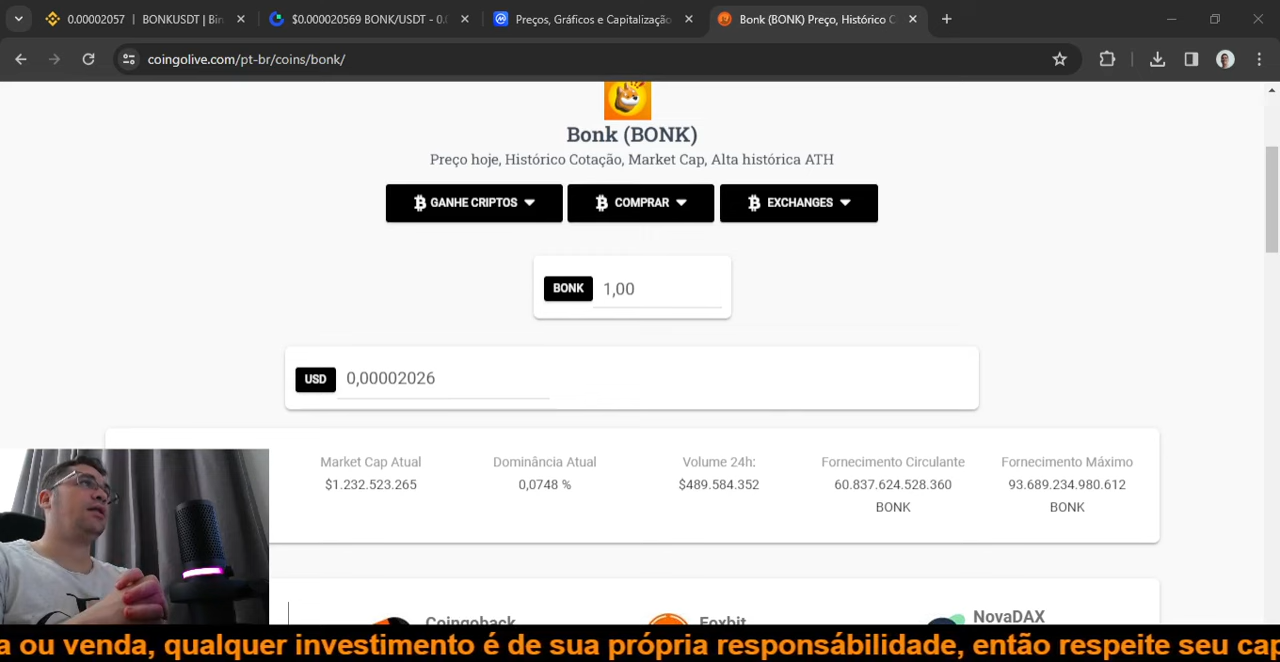 0.00002057 | BONKUSDT | Bin
$0.000020569 BONK/USDT - 0.0
Preços, Gráficos e Capitalização
Bonk (BONK) Preço, Histórico C
coingolive.com/pt-br/coins/bonk/
Bonk (BONK)
Preço hoje, Histórico Cotação, Market Cap, Alta histórica ATH
GANHE CRIPTOS
COMPRAR
EXCHANGES
BONK 1,00
USD 0,00002026
Market Cap Atual
$1.232.523.265
Dominância Atual
0,0748 %
Volume 24h:
$489.584.352
Fornecimento Circulante
60.837.624.528.360
BONK
Fornecimento Máximo
93.689.234.980.612
BONK
Coingoback
Foxbit
NovaDAX
a ou venda, qualquer investimento é de sua própria responsábilidade, então respeite seu cap